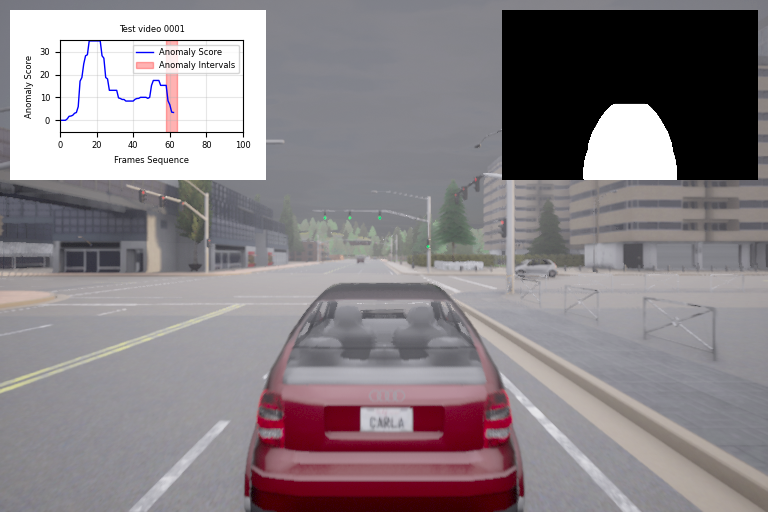 Test video 0001
Anomaly Score
30
20
10
0
Anomaly Score
Anomaly Intervals
0 20 40 60 80 100
Frames Sequence
CARLA